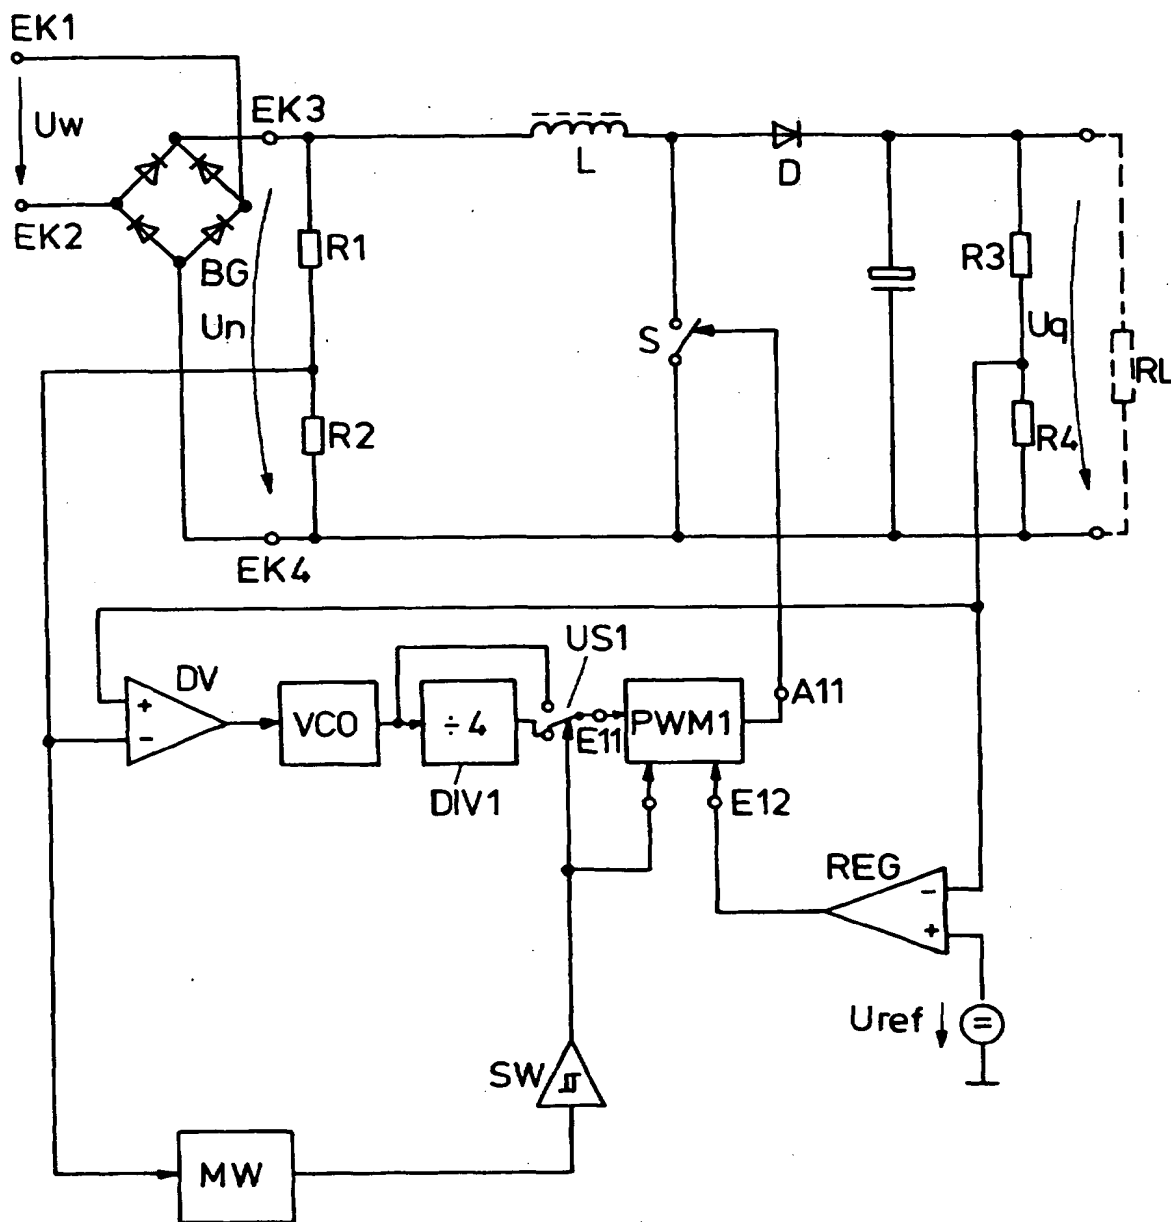 EK1
Uw
EK2
BG
EK3
Un
R1
R2
EK4
L
D
S
R3
Uq
R4
RL
DV
+
-
VCO
÷4
DIV1
US1
E11
PWM1
A11
E12
REG
-
+
Uref
=
SW
MW